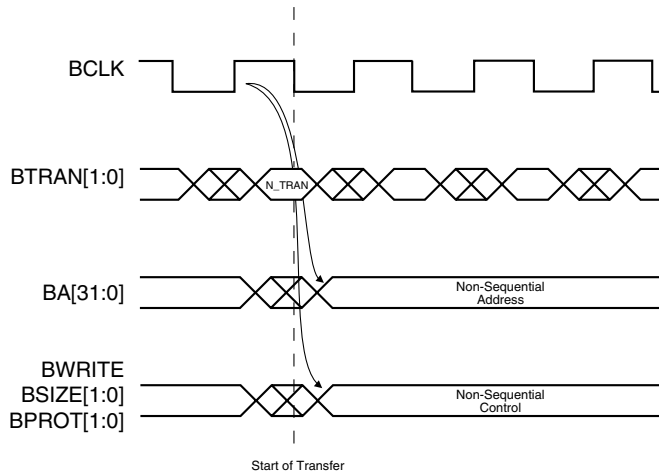 BCLK
BTRAN[1:0]
N_TRAN
BA[31:0]
Non-Sequential
Address
BWRITE
BSIZE[1:0]
BPROT[1:0]
Non-Sequential
Control
Start of Transfer